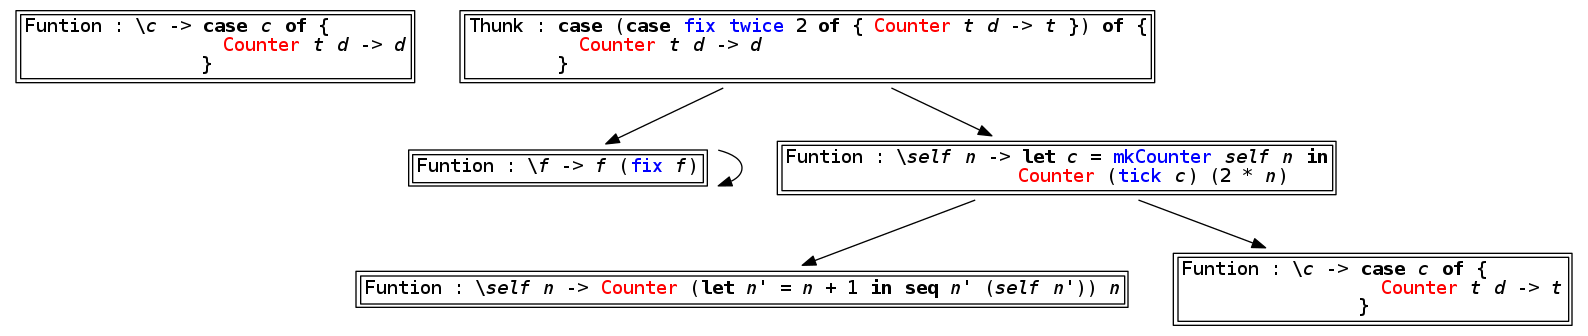 Funtion : \c -> case c of {
Counter t d -> d
}
Thunk : case (case fix twice 2 of { Counter t d -> t }) of {
Counter t d -> d
}
Funtion : \f -> f (fix f)
Funtion : \self n -> let c = mkCounter self n in
Counter (tick c) (2 * n)
Funtion : \self n -> Counter (let n' = n + 1 in seq n' (self n')) n
Funtion : \c -> case c of {
Counter t d -> t
}